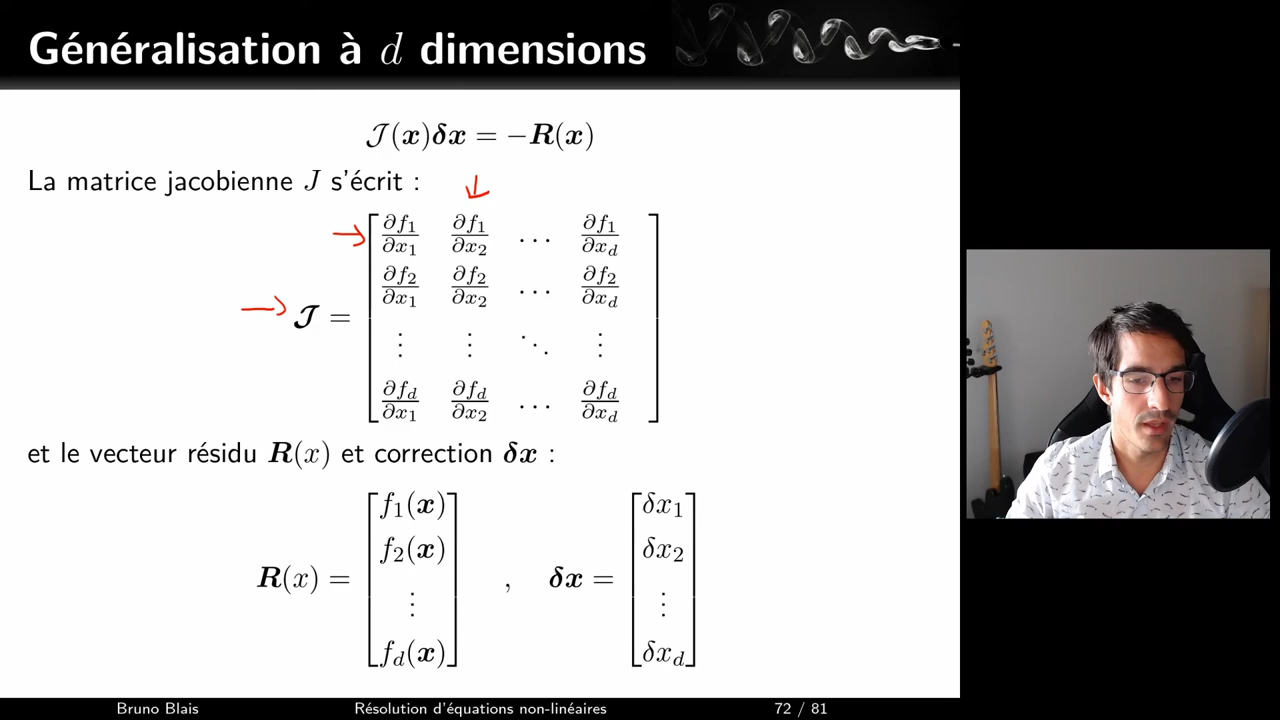 Généralisation à d dimensions
𝒥(x)δx = −R(x)
La matrice jacobienne J s'écrit :
𝒥 = [ ∂f₁/∂x₁ ∂f₁/∂x₂ … ∂f₁/∂x_d
∂f₂/∂x₁ ∂f₂/∂x₂ … ∂f₂/∂x_d
⋮ ⋮ ⋱ ⋮
∂f_d/∂x₁ ∂f_d/∂x₂ … ∂f_d/∂x_d ]
et le vecteur résidu R(x) et correction δx :
R(x) = [ f₁(x) f₂(x) ⋮ f_d(x) ] , δx = [ δx₁ δx₂ ⋮ δx_d ]
Bruno Blais Résolution d'équations non-linéaires 72 / 81